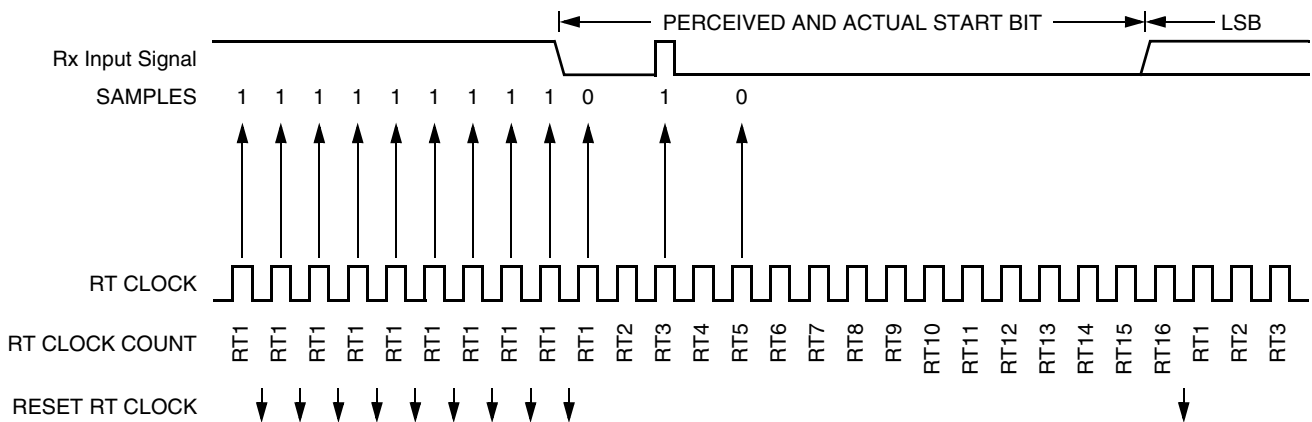 PERCEIVED AND ACTUAL START BIT LSB
Rx Input Signal
SAMPLES 1 1 1 1 1 1 1 1 1 0 1 0
RT CLOCK
RT CLOCK COUNT RT1 RT1 RT1 RT1 RT1 RT1 RT1 RT1 RT1 RT1 RT2 RT3 RT4 RT5 RT6 RT7 RT8 RT9 RT10 RT11 RT12 RT13 RT14 RT15 RT16 RT1 RT2 RT3
RESET RT CLOCK